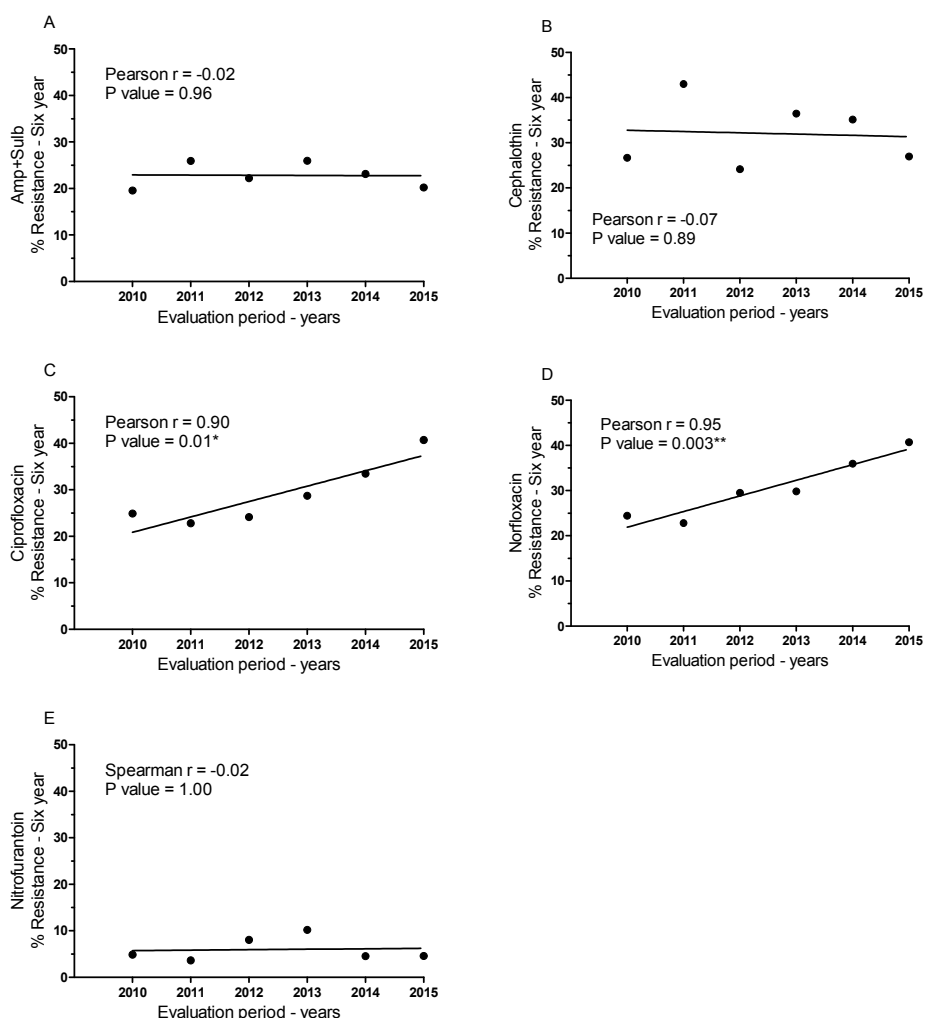 A
Amp+Sulb
% Resistance - Six year
50
40
30
20
10
0
Pearson r = -0.02
P value = 0.96
2010 2011 2012 2013 2014 2015
Evaluation period - years
B
Cephalothin
% Resistance - Six year
50
40
30
20
10
0
Pearson r = -0.07
P value = 0.89
2010 2011 2012 2013 2014 2015
Evaluation period - years
C
Ciprofloxacin
% Resistance - Six year
50
40
30
20
10
0
Pearson r = 0.90
P value = 0.01*
2010 2011 2012 2013 2014 2015
Evaluation period - years
D
Norfloxacin
% Resistance - Six year
50
40
30
20
10
0
Pearson r = 0.95
P value = 0.003**
2010 2011 2012 2013 2014 2015
Evaluation period - years
E
Nitrofurantoin
% Resistance - Six year
50
40
30
20
10
0
Spearman r = -0.02
P value = 1.00
2010 2011 2012 2013 2014 2015
Evaluation period - years